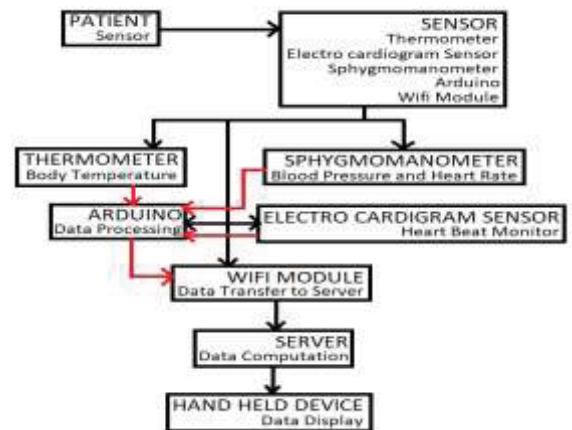 PATIENT
Sensor
SENSOR
Thermometer
Electro cardiogram Sensor
Sphygmomanometer
Arduino
Wifi Module
THERMOMETER
Body Temperature
SPHYGMOMANOMETER
Blood Pressure and Heart Rate
ARDUINO
Data Processing
ELECTRO CARDIGRAM SENSOR
Heart Beat Monitor
WIFI MODULE
Data Transfer to Server
SERVER
Data Computation
HAND HELD DEVICE
Data Display